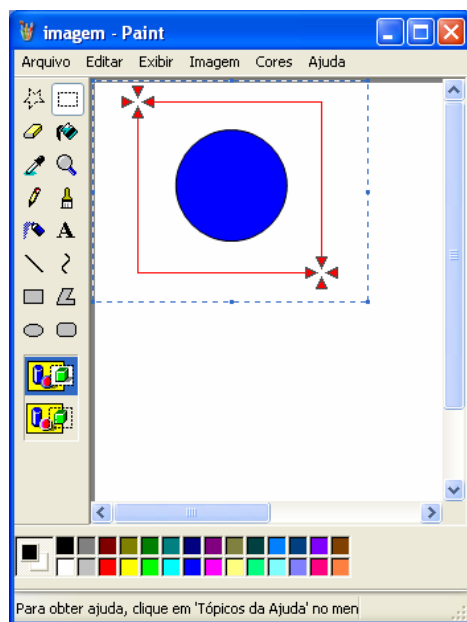 imagem - Paint
Arquivo Editar Exibir Imagem Cores Ajuda
A
Para obter ajuda, clique em 'Tópicos da Ajuda' no men